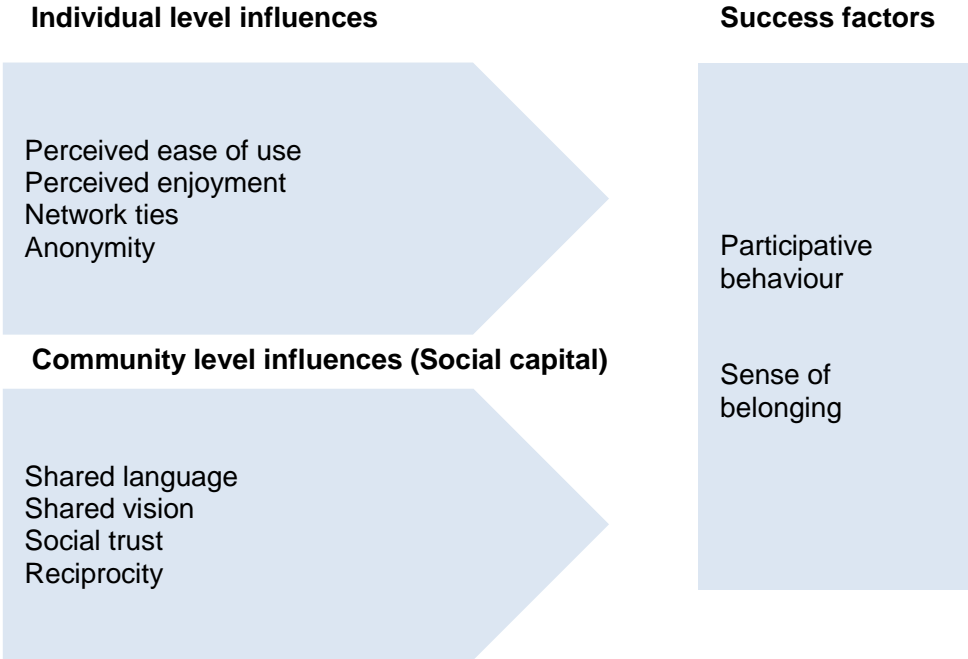 Individual level influences
Perceived ease of use
Perceived enjoyment
Network ties
Anonymity
Community level influences (Social capital)
Shared language
Shared vision
Social trust
Reciprocity
Success factors
Participative
behaviour
Sense of
belonging